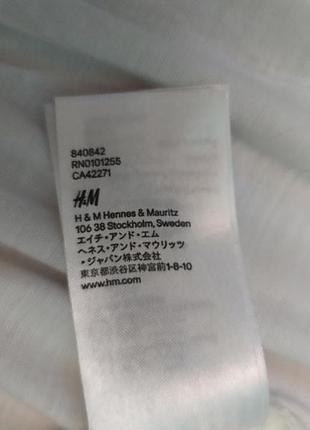 840842
RN0101255
CA42271
H&M
H & M Hennes & Mauritz
106 38 Stockholm, Sweden
エイチ・アンド・エム
ヘネス・アンド・マウリッツ
・ジャパン株式会社
東京都渋谷区神宮前1-8-10
www.hm.com